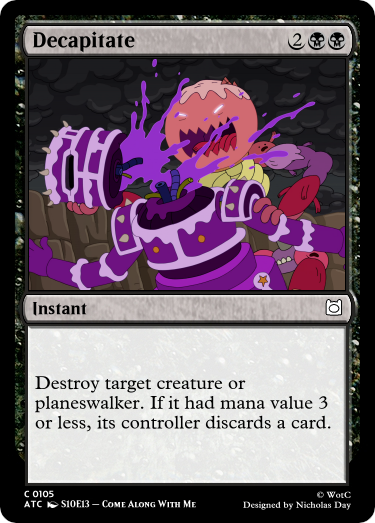 Decapitate 2
Instant
Destroy target creature or
planeswalker. If it had mana value 3
or less, its controller discards a card.
C 0105 © WotC
ATC S10E13 — Come Along With Me Designed by Nicholas Day